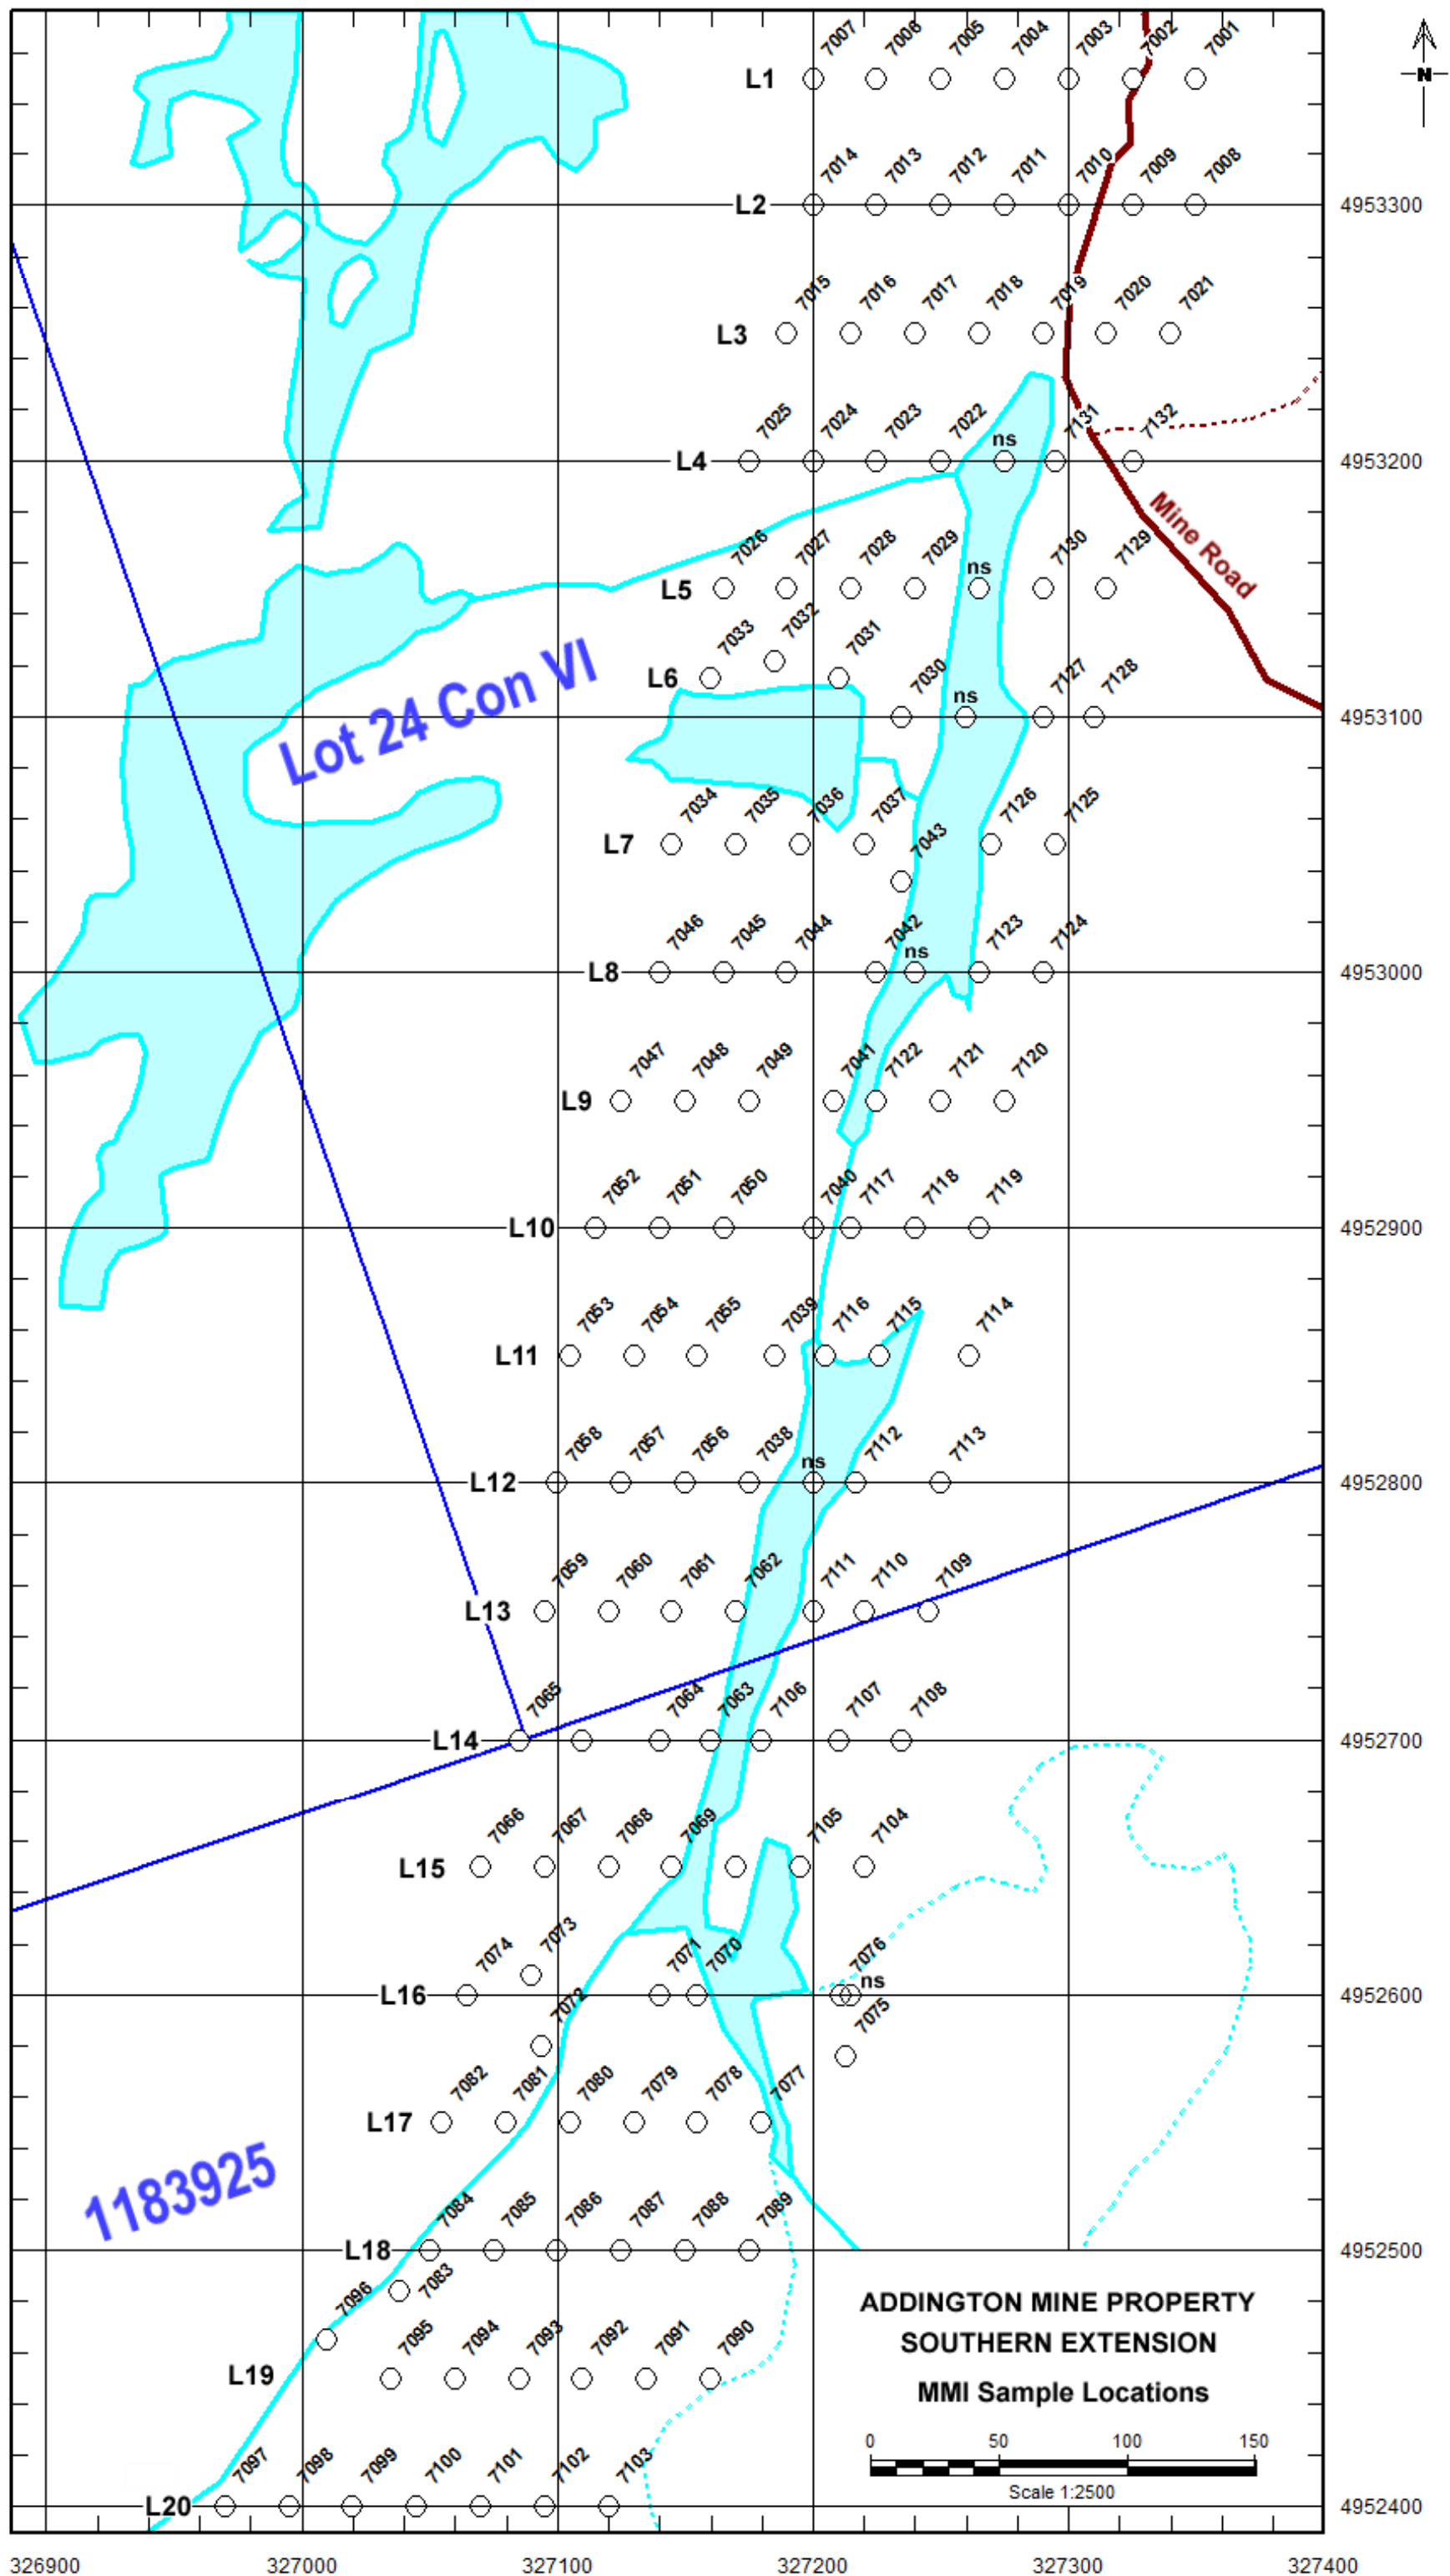 7007 7006 7005 7004 7003 7002 7001
L1
N
7014 7013 7012 7011 7010 7009 7008
L2 4953300
7015 7016 7017 7018 7019 7020 7021
L3
7025 7024 7023 7022 ns 7131 7132
L4 4953200
Mine Road
7026 7027 7028 7029 ns 7130 7129
L5
7033 7032 7031
L6
Lot 24 Con VI
7030 ns 7127 7128
4953100
7034 7035 7036 7037 7126 7125
L7
7043
7046 7045 7044 7042 ns 7123 7124
L8 4953000
7047 7048 7049 7041 7122 7121 7120
L9
7052 7051 7050 7040 7117 7118 7119
L10 4952900
7053 7054 7055 7039 7116 7115 7114
L11
7058 7057 7056 7038 ns 7112 7113
L12 4952800
7059 7060 7061 7062 7111 7110 7109
L13
7065 7064 7063 7106 7107 7108
L14 4952700
7066 7067 7068 7069 7105 7104
L15
7074 7073 7071 7070 7076 ns
L16 4952600
7072 7075
7082 7081 7080 7079 7078 7077
L17
1183925
7084 7085 7086 7087 7088 7089
L18 4952500
7096 7083
7095 7094 7093 7092 7091 7090
L19
ADDINGTON MINE PROPERTY
SOUTHERN EXTENSION
MMI Sample Locations
0 50 100 150
Scale 1:2500
7097 7098 7099 7100 7101 7102 7103
L20 4952400
326900 327000 327100 327200 327300 327400